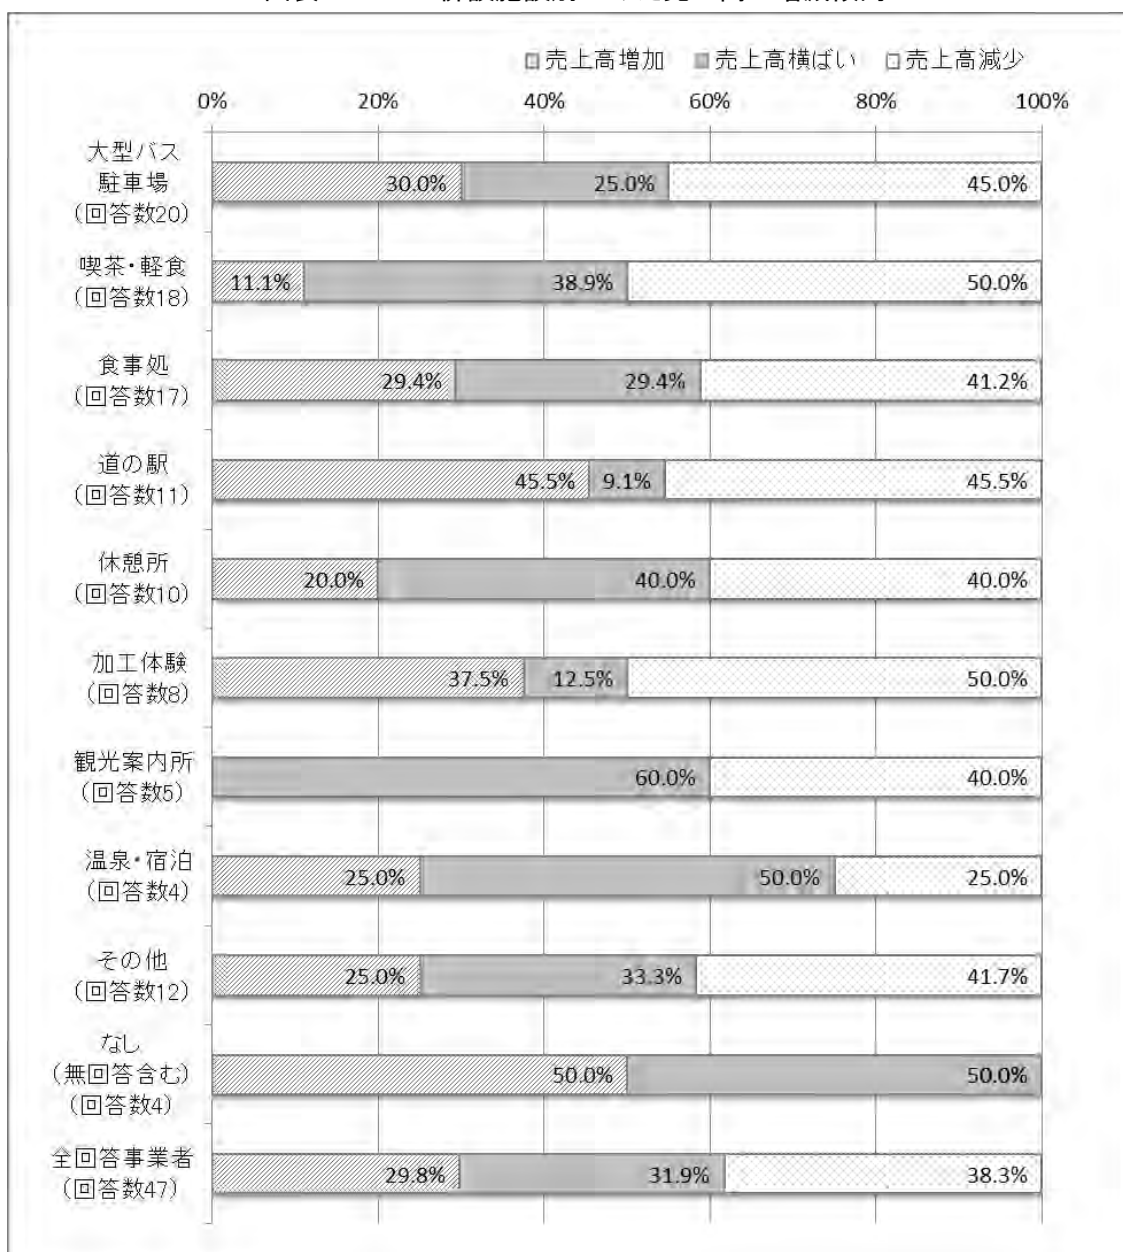 □売上高増加 ■売上高横ばい □売上高減少
0% 20% 40% 60% 80% 100%
大型バス
駐車場
(回答数20)
30.0% 25.0% 45.0%
喫茶・軽食
(回答数18)
11.1% 38.9% 50.0%
食事処
(回答数17)
29.4% 29.4% 41.2%
道の駅
(回答数11)
45.5% 9.1% 45.5%
休憩所
(回答数10)
20.0% 40.0% 40.0%
加工体験
(回答数8)
37.5% 12.5% 50.0%
観光案内所
(回答数5)
60.0% 40.0%
温泉・宿泊
(回答数4)
25.0% 50.0% 25.0%
その他
(回答数12)
25.0% 33.3% 41.7%
なし
(無回答含む)
(回答数4)
50.0% 50.0%
全回答事業者
(回答数47)
29.8% 31.9% 38.3%